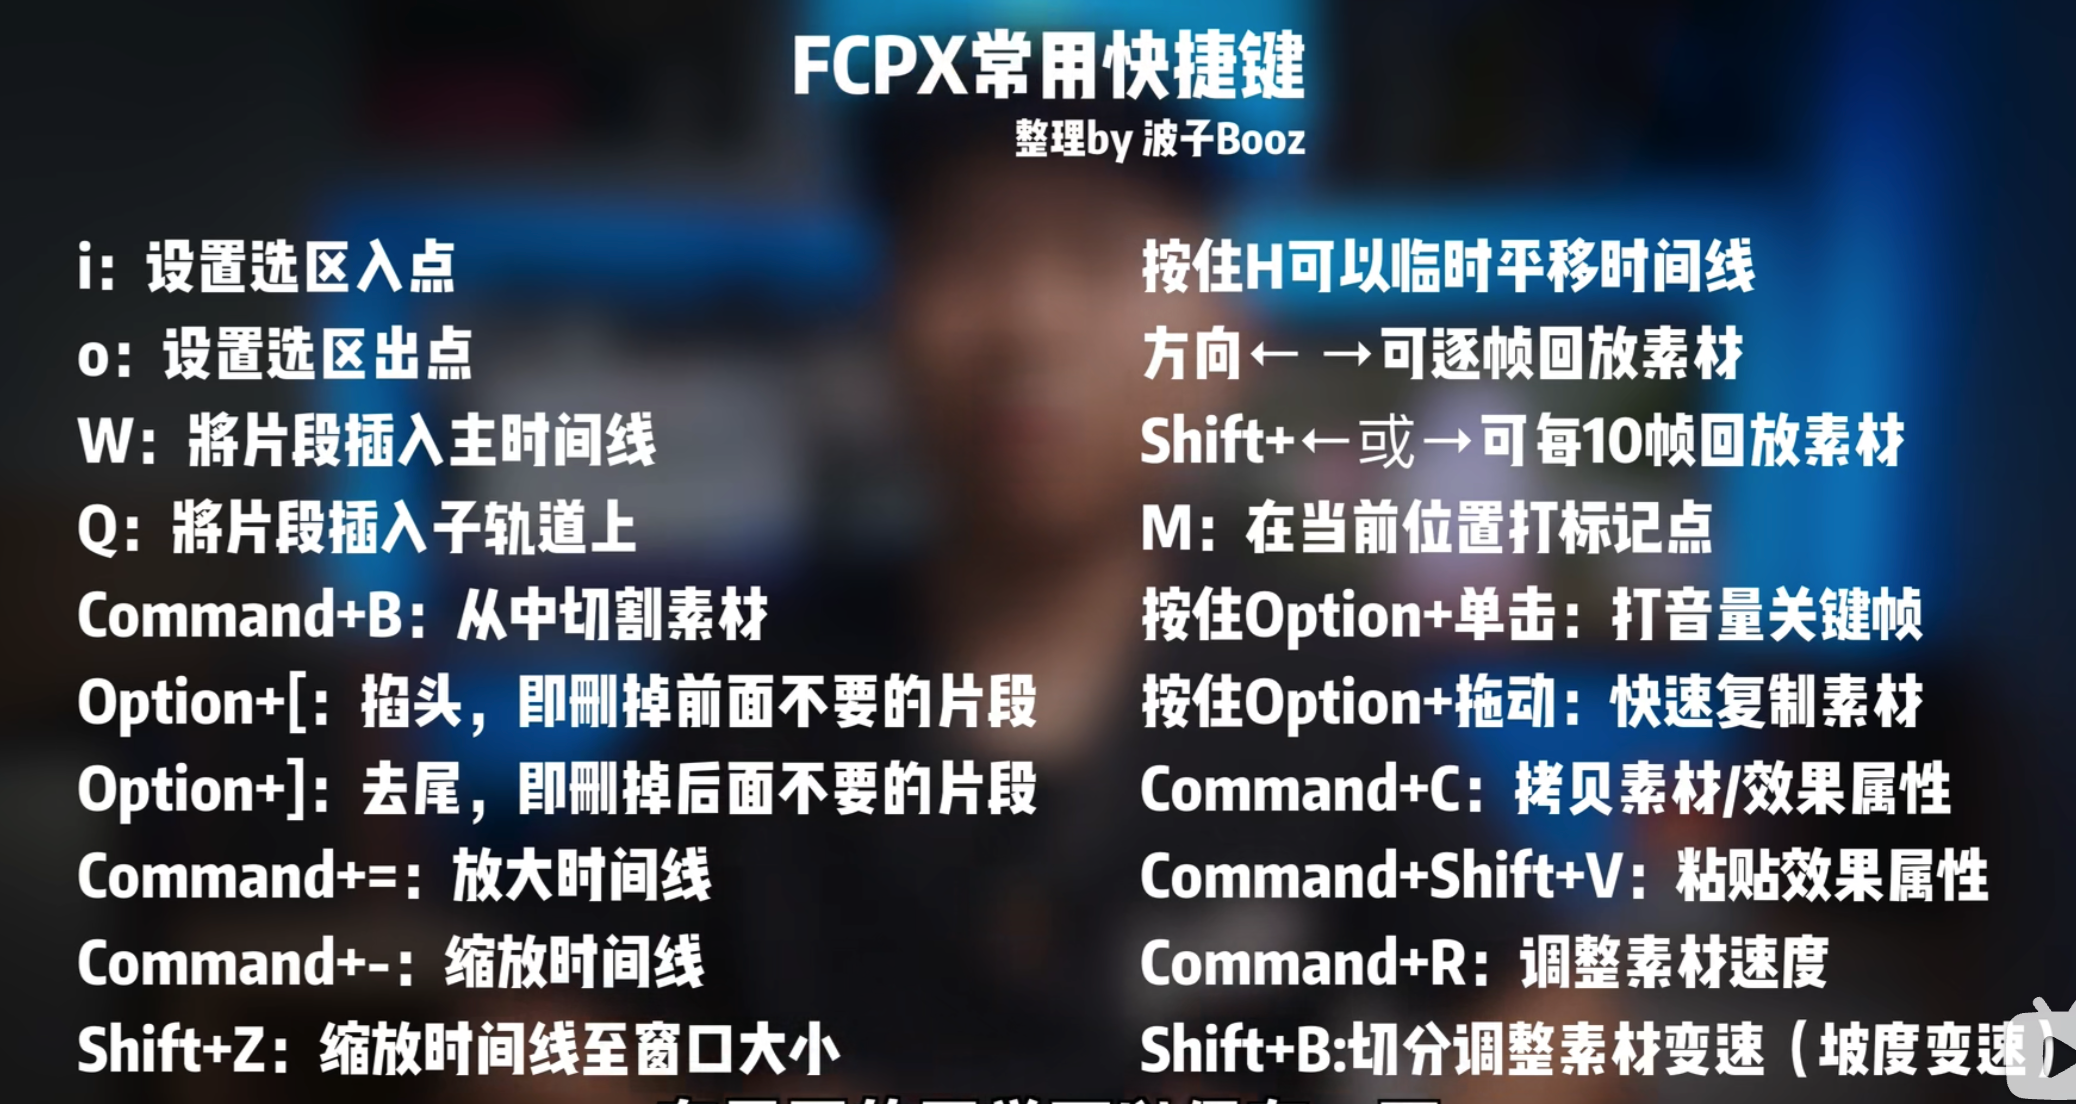 FCPX常用快捷键
整理by 波子Booz
i：设置选区入点
o：设置选区出点
W：將片段插入主时间线
Q：將片段插入子轨道上
Command+B：从中切割素材
Option+[：掐头，即删掉前面不要的片段
Option+]：去尾，即删掉后面不要的片段
Command+=：放大时间线
Command+-：缩放时间线
Shift+Z：缩放时间线至窗口大小
按住H可以临时平移时间线
方向← →可逐帧回放素材
Shift+←或→可每10帧回放素材
M：在当前位置打标记点
按住Option+单击：打音量关键帧
按住Option+拖动：快速复制素材
Command+C：拷贝素材/效果属性
Command+Shift+V：粘贴效果属性
Command+R：调整素材速度
Shift+B:切分调整素材变速（坡度变速）